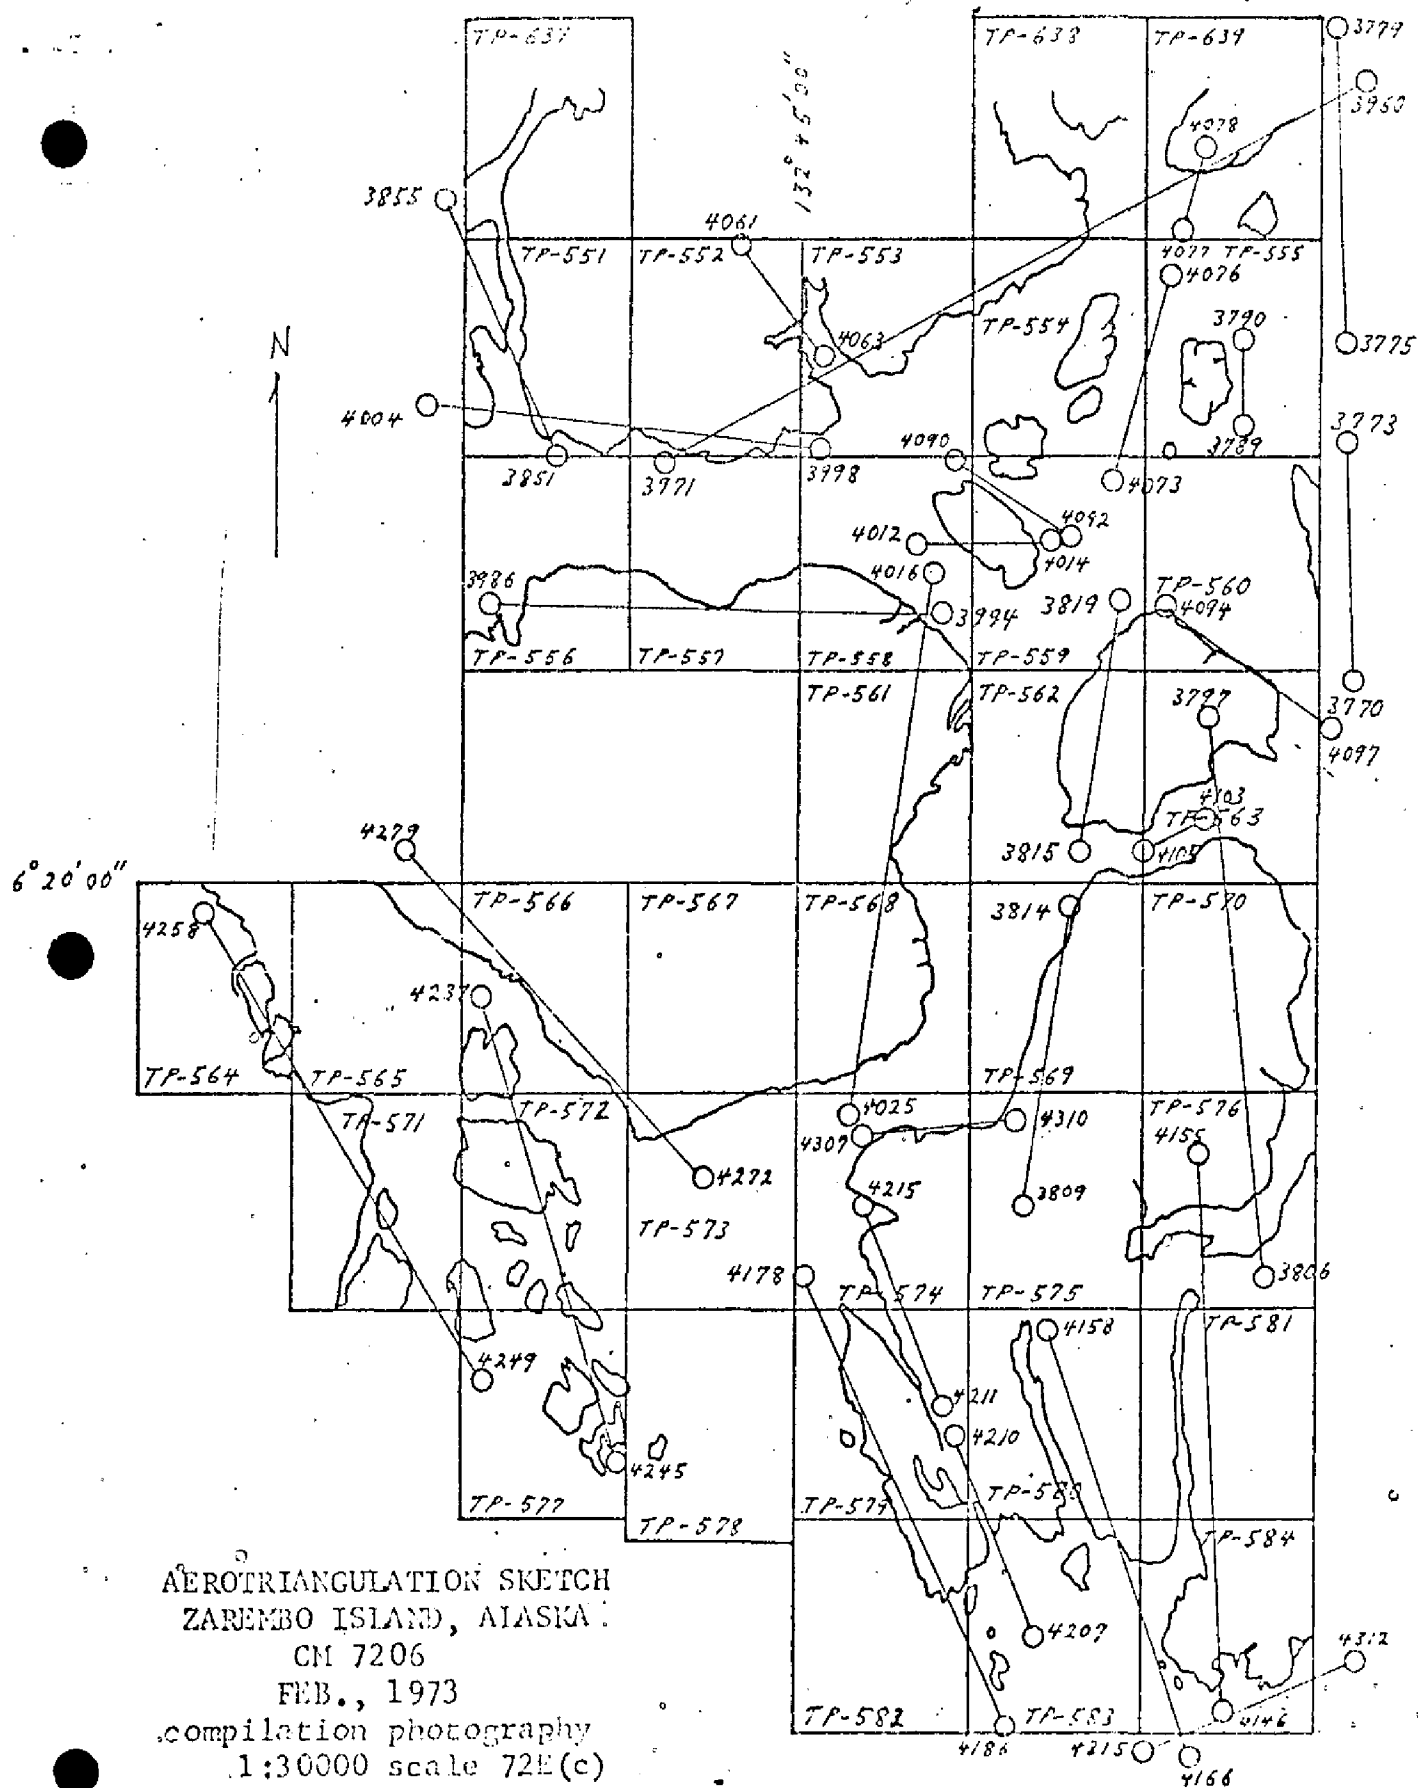 TP-637
TP-638
TP-639
3779
3960
132° 45' 00"
4078
3855
4061
TP-551
TP-552
TP-553
4077
TP-555
4076
N
TP-554
3790
4063
3775
4004
4090
3789
3773
3851
3971
3998
4073
4092
4012
4014
4016
3986
3994
3819
TP-560
4094
TP-556
TP-557
TP-558
TP-559
TP-561
TP-562
3797
3770
4097
4103
TP-563
4279
3815
4105
6° 20' 00"
TP-566
TP-567
TP-568
3814
TP-570
4258
4237
TP-564
TP-565
TP-569
TP-571
TP-572
4025
4310
TP-576
4307
4155
4272
4215
3809
TP-573
4178
3806
TP-574
TP-575
4158
TP-581
4249
4211
4210
4245
TP-577
TP-579
TP-580
TP-578
TP-584
AEROTRIANGULATION SKETCH
ZAREMBO ISLAND, ALASKA
CM 7206
FEB., 1973
compilation photography
1:30000 scale 72E(c)
4207
4312
TP-582
4186
TP-583
4146
4315
4166